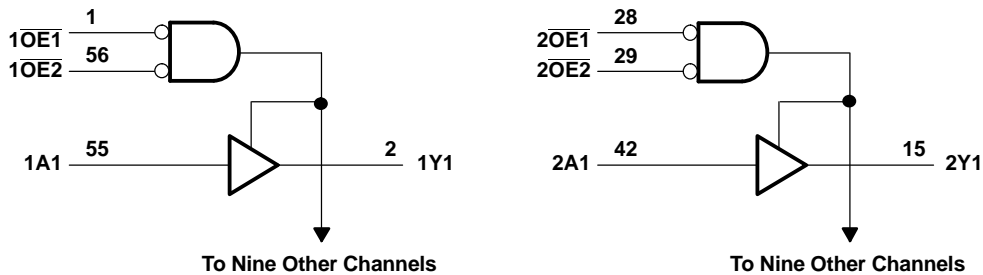 1
1OE1
56
1OE2
55
1A1
2
1Y1
To Nine Other Channels
28
2OE1
29
2OE2
42
2A1
15
2Y1
To Nine Other Channels